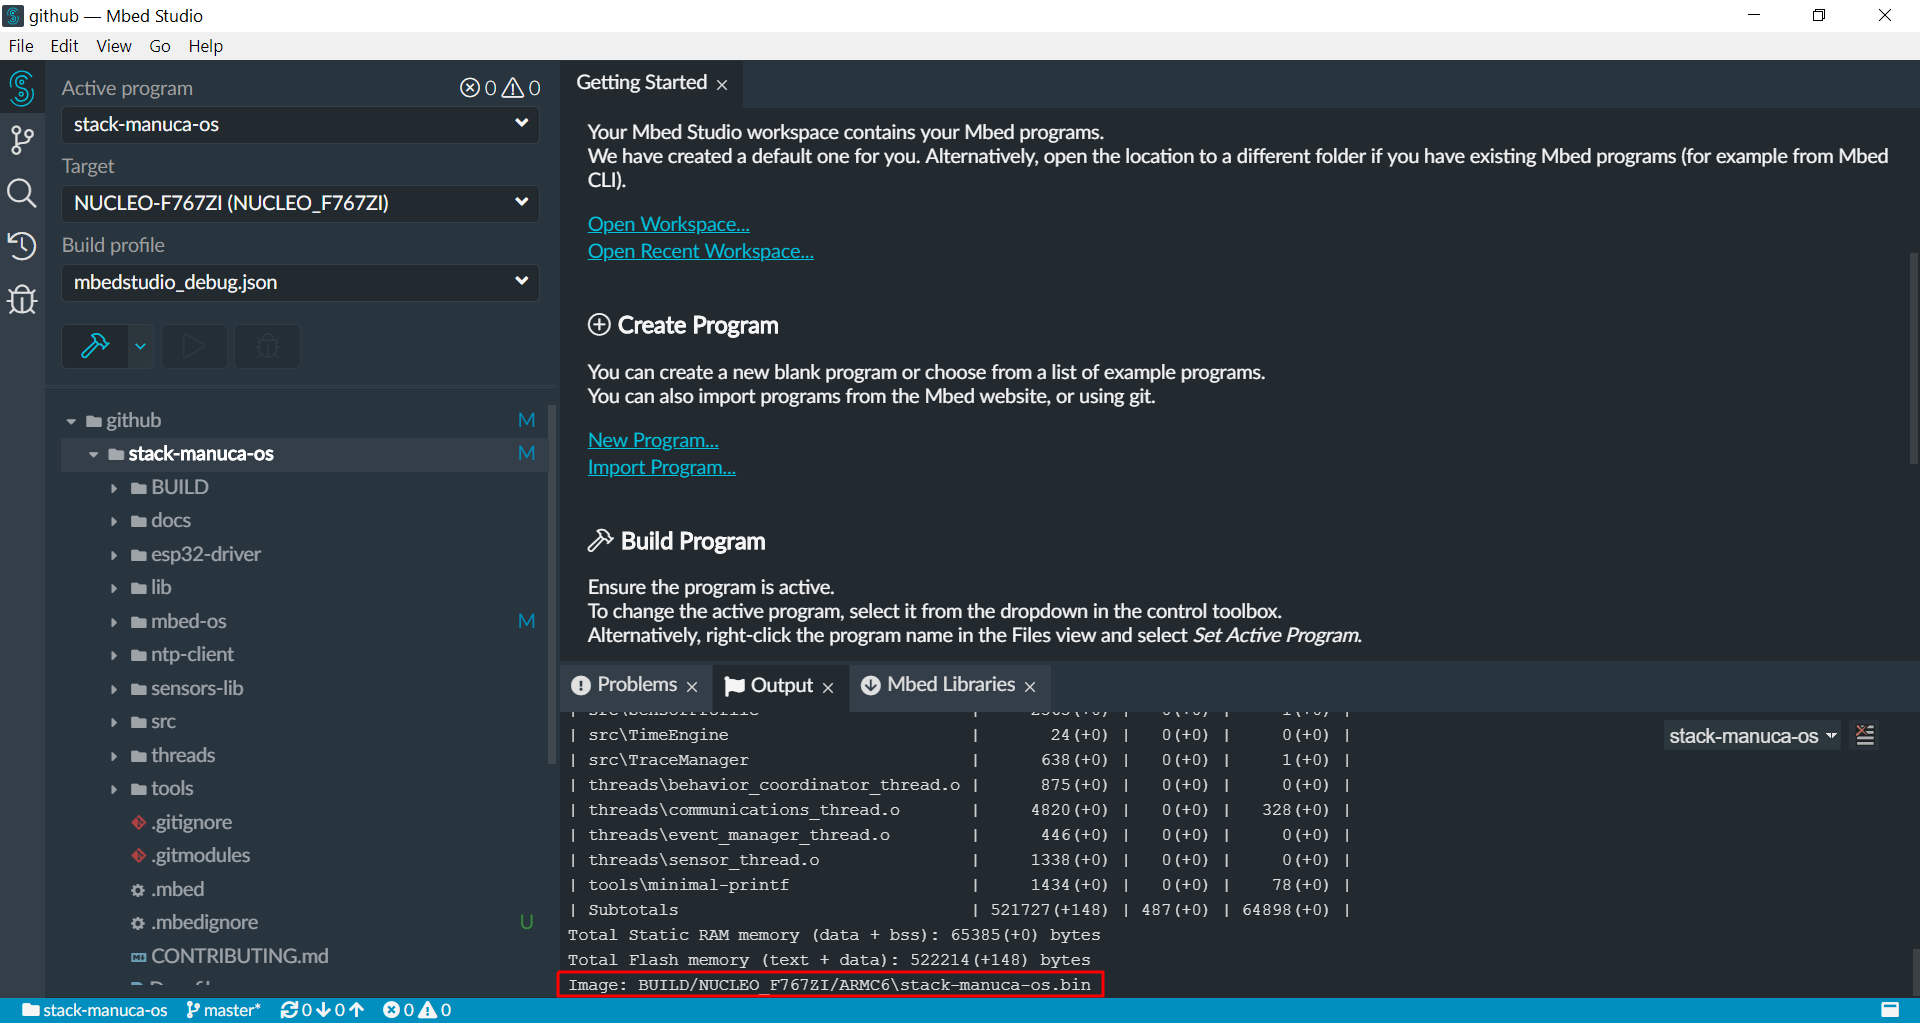 github — Mbed Studio
File Edit View Go Help
Active program
0 0
stack-manuca-os
Target
NUCLEO-F767ZI (NUCLEO_F767ZI)
Build profile
mbedstudio_debug.json
github M
stack-manuca-os M
BUILD
docs
esp32-driver
lib
mbed-os M
ntp-client
sensors-lib
src
threads
tools
.gitignore
.gitmodules
.mbed
.mbedignore U
CONTRIBUTING.md
Getting Started
Your Mbed Studio workspace contains your Mbed programs.
We have created a default one for you. Alternatively, open the location to a different folder if you have existing Mbed programs (for example from Mbed
CLI).
Open Workspace...
Open Recent Workspace...
Create Program
You can create a new blank program or choose from a list of example programs.
You can also import programs from the Mbed website, or using git.
New Program...
Import Program...
Build Program
Ensure the program is active.
To change the active program, select it from the dropdown in the control toolbox.
Alternatively, right-click the program name in the Files view and select Set Active Program.
Problems Output Mbed Libraries
stack-manuca-os
| src\TimeEngine | 24(+0) | 0(+0) | 0(+0) |
| src\TraceManager | 638(+0) | 0(+0) | 1(+0) |
| threads\behavior_coordinator_thread.o | 875(+0) | 0(+0) | 0(+0) |
| threads\communications_thread.o | 4820(+0) | 0(+0) | 328(+0) |
| threads\event_manager_thread.o | 446(+0) | 0(+0) | 0(+0) |
| threads\sensor_thread.o | 1338(+0) | 0(+0) | 0(+0) |
| tools\minimal-printf | 1434(+0) | 0(+0) | 78(+0) |
| Subtotals | 521727(+148) | 487(+0) | 64898(+0) |
Total Static RAM memory (data + bss): 65385(+0) bytes
Total Flash memory (text + data): 522214(+148) bytes
Image: BUILD/NUCLEO_F767ZI/ARMC6\stack-manuca-os.bin
stack-manuca-os master* 0 0 0 0